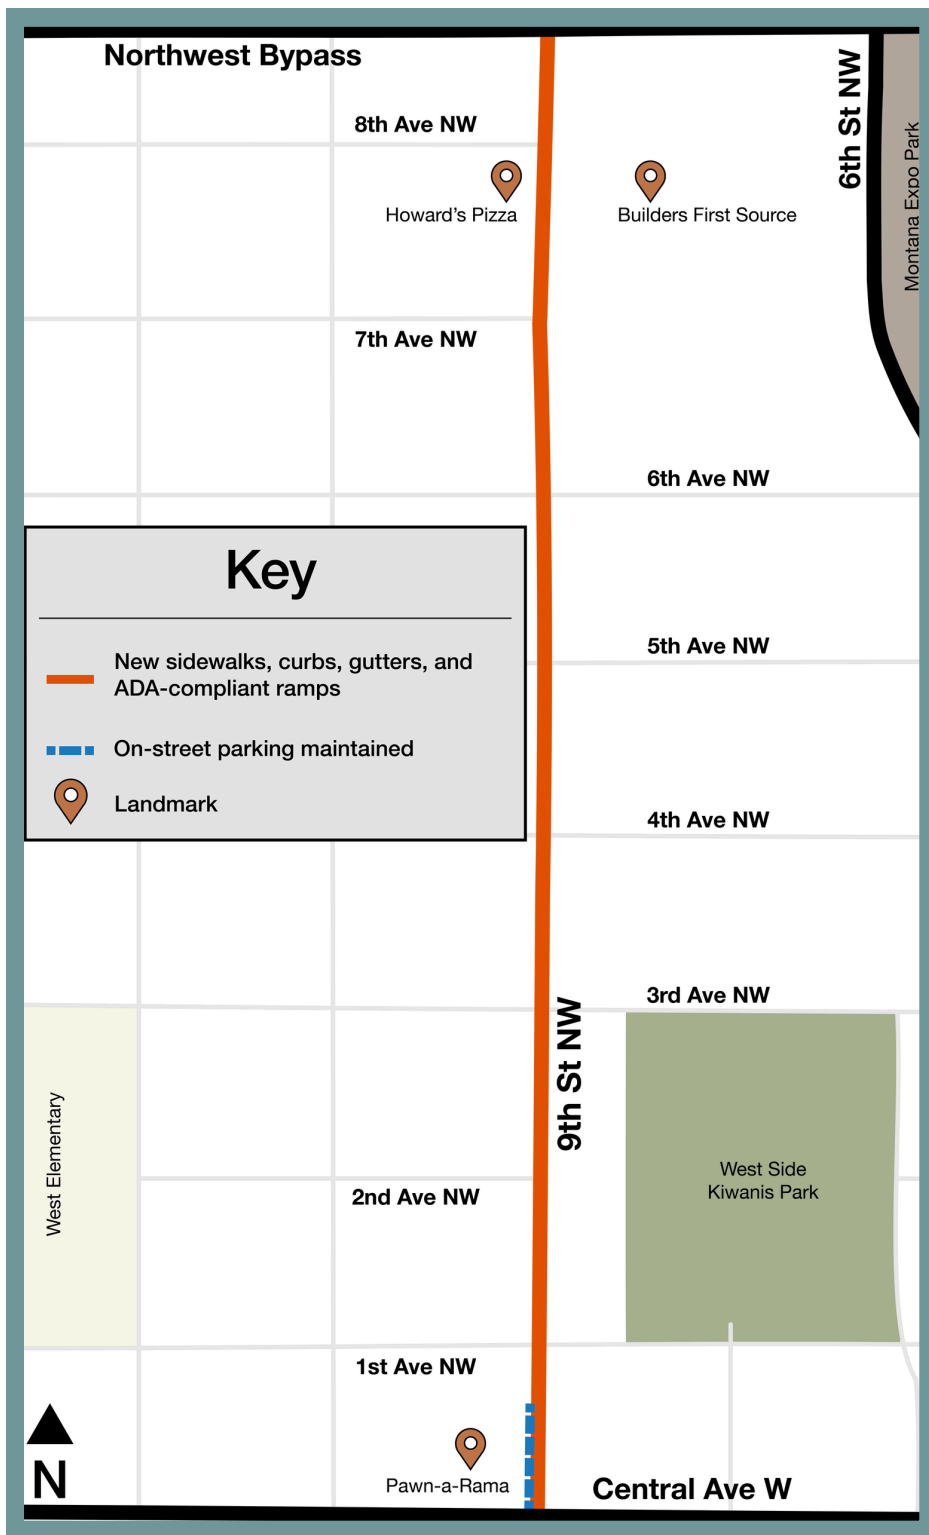 Northwest Bypass
6th St NW
8th Ave NW
Montana Expo Park
Howard's Pizza
Builders First Source
7th Ave NW
6th Ave NW
Key
New sidewalks, curbs, gutters, and
ADA-compliant ramps
On-street parking maintained
Landmark
5th Ave NW
4th Ave NW
3rd Ave NW
9th St NW
West Elementary
West Side
Kiwanis Park
2nd Ave NW
1st Ave NW
N
Pawn-a-Rama
Central Ave W